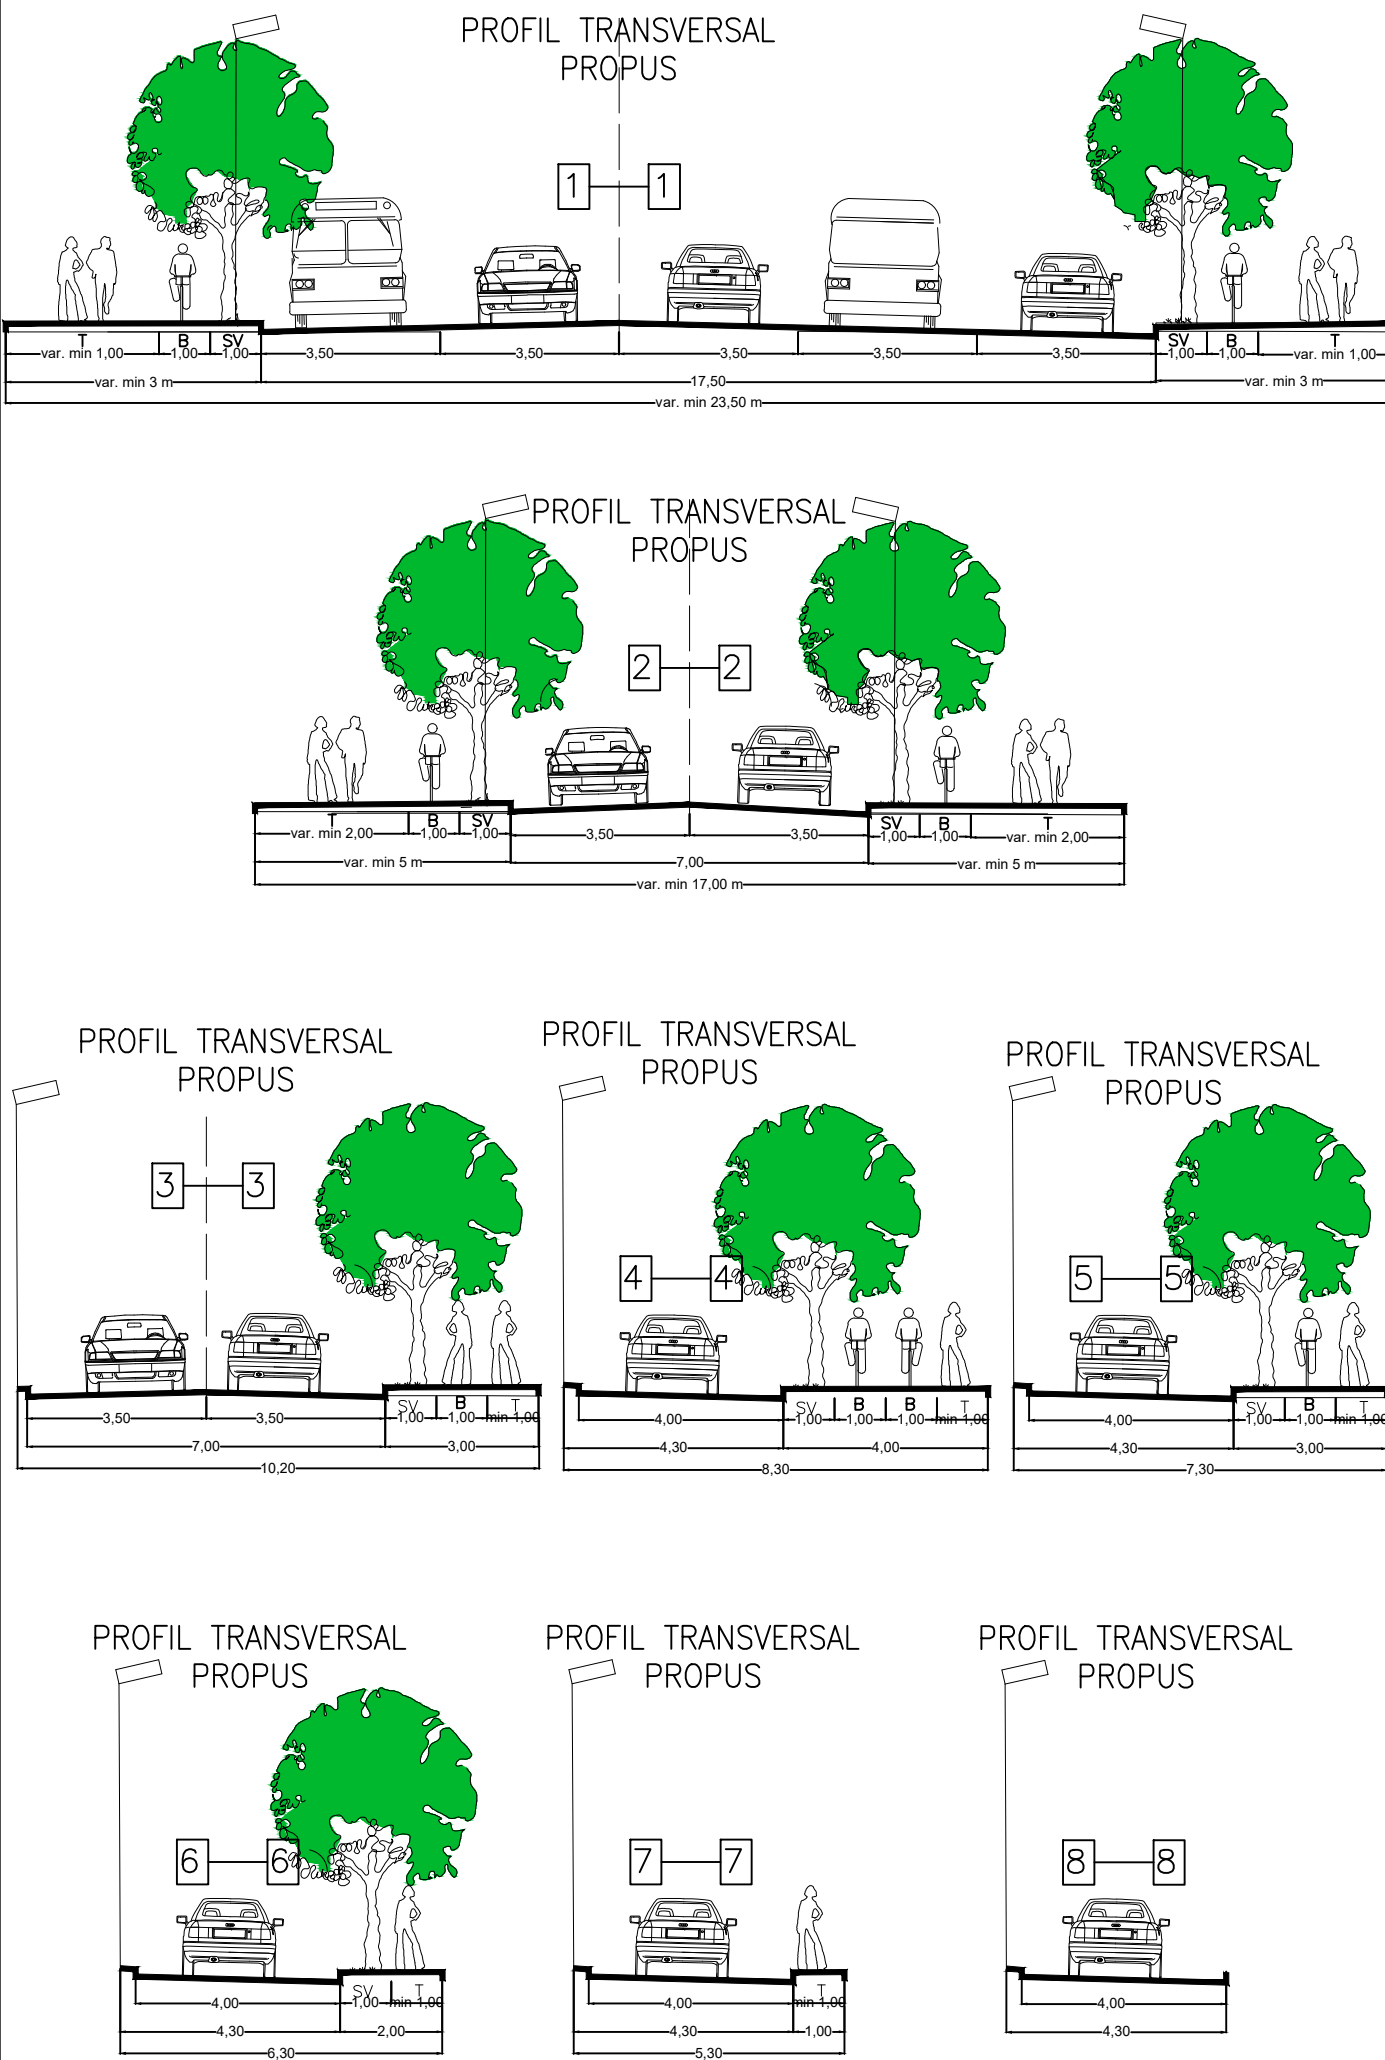 PROFIL TRANSVERSAL
PROPUS
1 1
T B SV SV B T
var. min 1,00 1,00 1,00 3,50 3,50 3,50 3,50 3,50 1,00 1,00 var. min 1,00
var. min 3 m 17,50 var. min 3 m
var. min 23,50 m
PROFIL TRANSVERSAL
PROPUS
2 2
T B SV SV B T
var. min 2,00 1,00 1,00 3,50 3,50 1,00 1,00 var. min 2,00
var. min 5 m 7,00 var. min 5 m
var. min 17,00 m
PROFIL TRANSVERSAL
PROPUS
3 3
SV B T
3,50 3,50 1,00 1,00 min 1,00
7,00 3,00
10,20
PROFIL TRANSVERSAL
PROPUS
4 4
SV B B T
4,00 1,00 1,00 1,00 min 1,00
4,30 4,00
8,30
PROFIL TRANSVERSAL
PROPUS
5 5
SV B T
4,00 1,00 1,00 min 1,00
4,30 3,00
7,30
PROFIL TRANSVERSAL
PROPUS
6 6
SV T
4,00 1,00 min 1,00
4,30 2,00
6,30
PROFIL TRANSVERSAL
PROPUS
7 7
T
4,00 min 1,00
4,30 1,00
5,30
PROFIL TRANSVERSAL
PROPUS
8 8
4,00
4,30